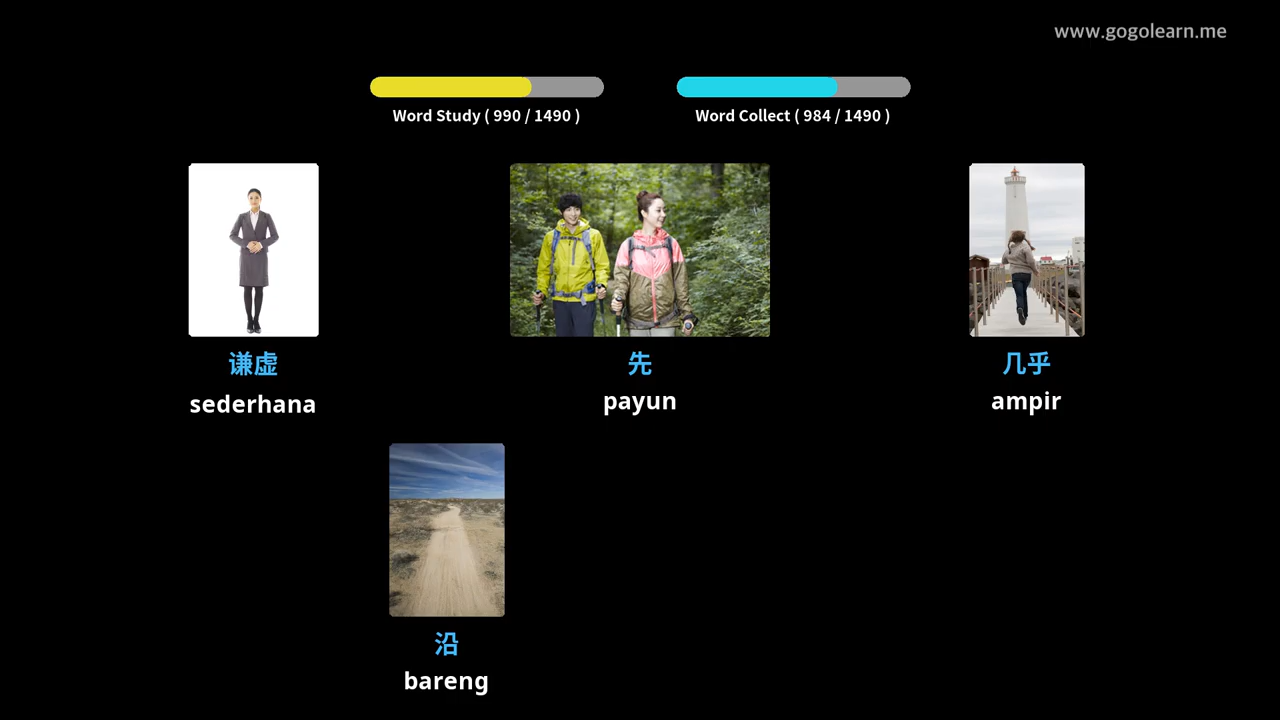 www.gogolearn.me
Word Study ( 990 / 1490 )
Word Collect ( 984 / 1490 )
谦虚
sederhana
先
payun
几乎
ampir
沿
bareng